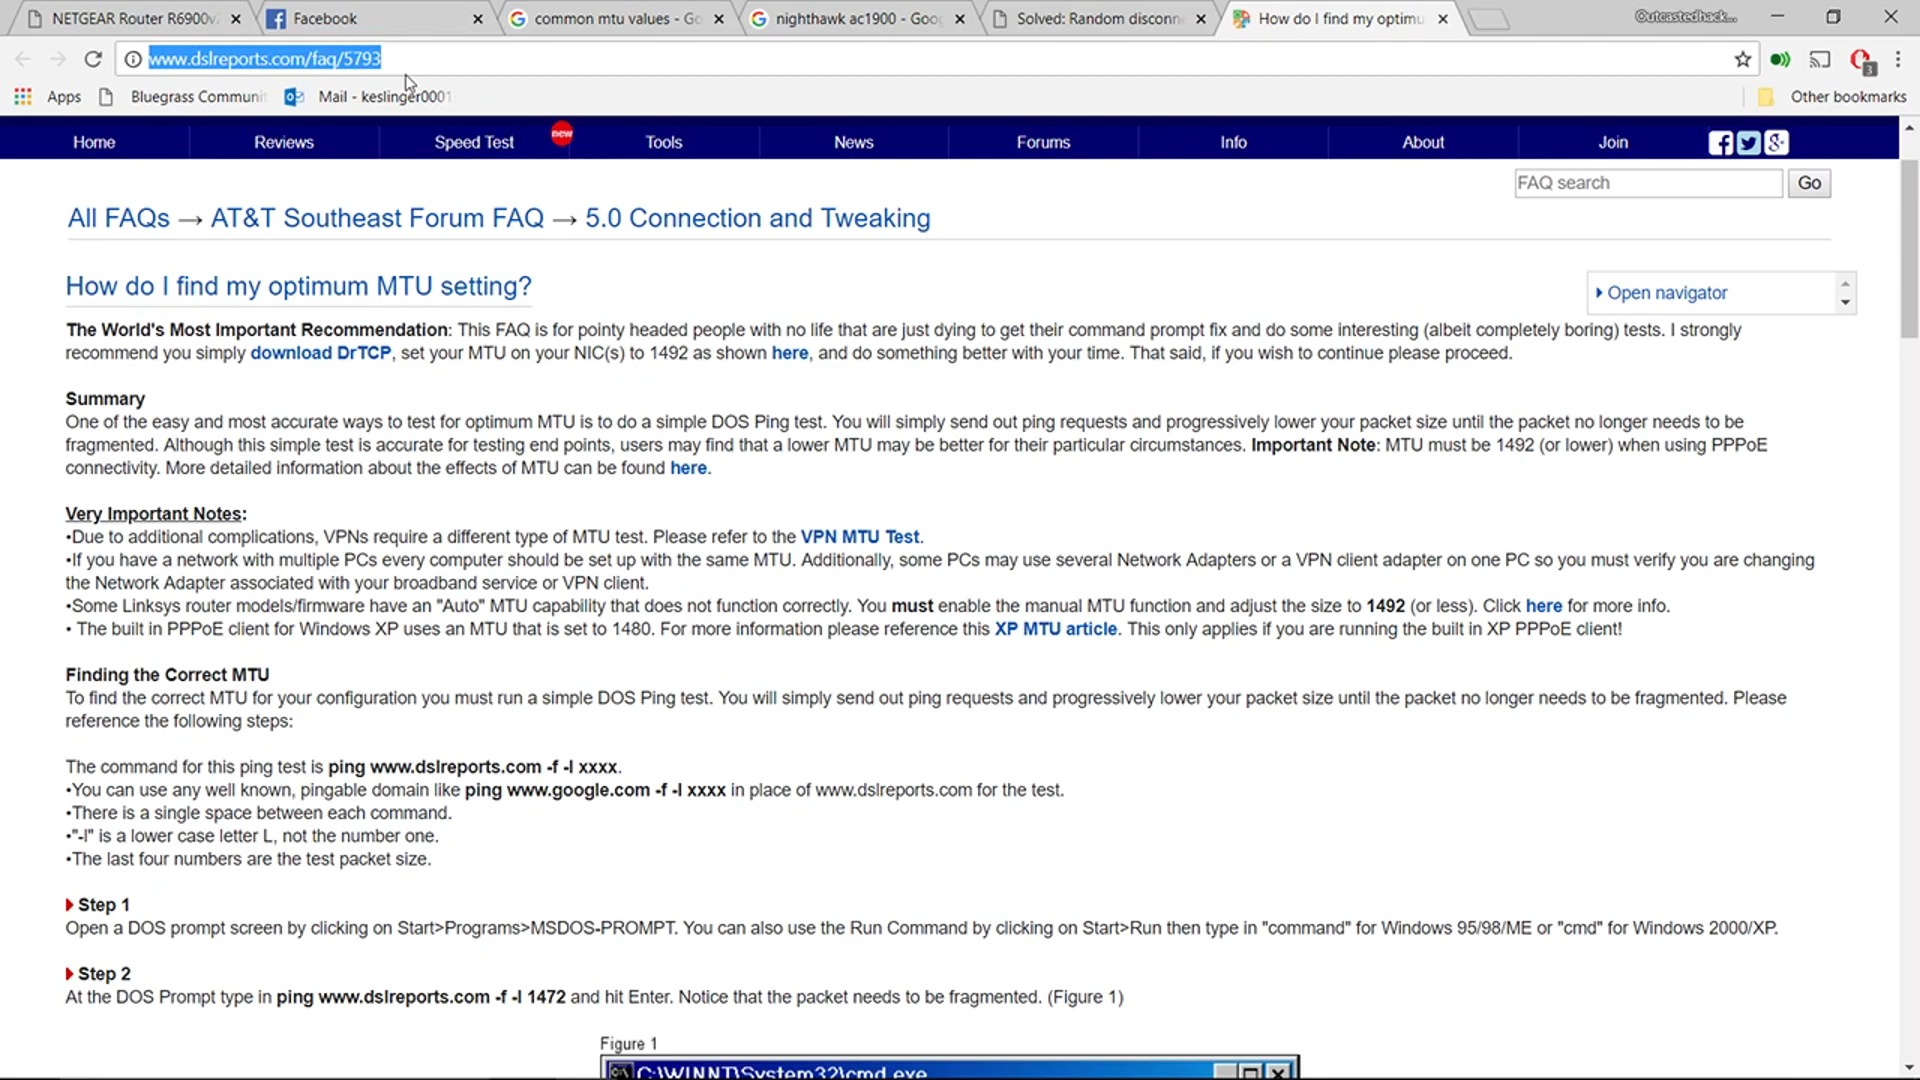 NETGEAR Router R6900v
Facebook
common mtu values - Go
nighthawk ac1900 - Goo
Solved: Random disconn
How do I find my optimu
Outcastedhack...
www.dslreports.com/faq/5793
3
Apps
Bluegrass Communit
Mail - keslinger0001
Other bookmarks
Home
Reviews
Speed Test
new
Tools
News
Forums
Info
About
Join
FAQ search
Go
All FAQs → AT&T Southeast Forum FAQ → 5.0 Connection and Tweaking
How do I find my optimum MTU setting?
Open navigator
The World's Most Important Recommendation: This FAQ is for pointy headed people with no life that are just dying to get their command prompt fix and do some interesting (albeit completely boring) tests. I strongly
recommend you simply download DrTCP, set your MTU on your NIC(s) to 1492 as shown here, and do something better with your time. That said, if you wish to continue please proceed.
Summary
One of the easy and most accurate ways to test for optimum MTU is to do a simple DOS Ping test. You will simply send out ping requests and progressively lower your packet size until the packet no longer needs to be
fragmented. Although this simple test is accurate for testing end points, users may find that a lower MTU may be better for their particular circumstances. Important Note: MTU must be 1492 (or lower) when using PPPoE
connectivity. More detailed information about the effects of MTU can be found here.
Very Important Notes:
•Due to additional complications, VPNs require a different type of MTU test. Please refer to the VPN MTU Test.
•If you have a network with multiple PCs every computer should be set up with the same MTU. Additionally, some PCs may use several Network Adapters or a VPN client adapter on one PC so you must verify you are changing
the Network Adapter associated with your broadband service or VPN client.
•Some Linksys router models/firmware have an "Auto" MTU capability that does not function correctly. You must enable the manual MTU function and adjust the size to 1492 (or less). Click here for more info.
• The built in PPPoE client for Windows XP uses an MTU that is set to 1480. For more information please reference this XP MTU article. This only applies if you are running the built in XP PPPoE client!
Finding the Correct MTU
To find the correct MTU for your configuration you must run a simple DOS Ping test. You will simply send out ping requests and progressively lower your packet size until the packet no longer needs to be fragmented. Please
reference the following steps:
The command for this ping test is ping www.dslreports.com -f -l xxxx.
•You can use any well known, pingable domain like ping www.google.com -f -l xxxx in place of www.dslreports.com for the test.
•There is a single space between each command.
•"-l" is a lower case letter L, not the number one.
•The last four numbers are the test packet size.
Step 1
Open a DOS prompt screen by clicking on Start>Programs>MSDOS-PROMPT. You can also use the Run Command by clicking on Start>Run then type in "command" for Windows 95/98/ME or "cmd" for Windows 2000/XP.
Step 2
At the DOS Prompt type in ping www.dslreports.com -f -l 1472 and hit Enter. Notice that the packet needs to be fragmented. (Figure 1)
Figure 1
C:\WINNT\System32\cmd.exe